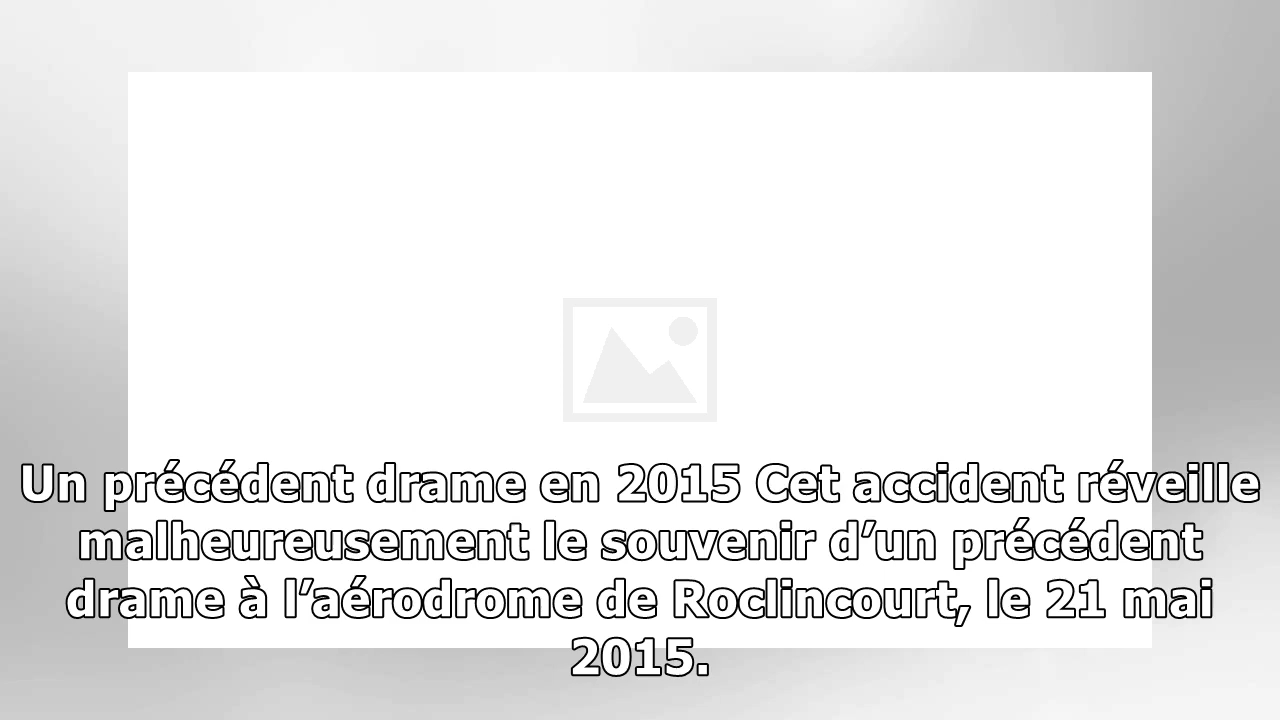 Un précédent drame en 2015 Cet accident réveille
malheureusement le souvenir d’un précédent
drame à l’aérodrome de Roclincourt, le 21 mai
2015.